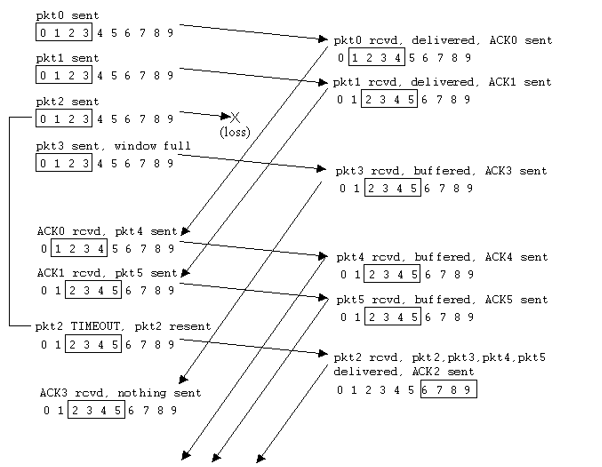 pkt0 sent
0 1 2 3 4 5 6 7 8 9
pkt0 rcvd, delivered, ACK0 sent
0 1 2 3 4 5 6 7 8 9
pkt1 sent
0 1 2 3 4 5 6 7 8 9
pkt1 rcvd, delivered, ACK1 sent
0 1 2 3 4 5 6 7 8 9
pkt2 sent
0 1 2 3 4 5 6 7 8 9
X
(loss)
pkt3 sent, window full
0 1 2 3 4 5 6 7 8 9
pkt3 rcvd, buffered, ACK3 sent
0 1 2 3 4 5 6 7 8 9
ACK0 rcvd, pkt4 sent
0 1 2 3 4 5 6 7 8 9
pkt4 rcvd, buffered, ACK4 sent
0 1 2 3 4 5 6 7 8 9
ACK1 rcvd, pkt5 sent
0 1 2 3 4 5 6 7 8 9
pkt5 rcvd, buffered, ACK5 sent
0 1 2 3 4 5 6 7 8 9
pkt2 TIMEOUT, pkt2 resent
0 1 2 3 4 5 6 7 8 9
pkt2 rcvd, pkt2,pkt3,pkt4,pkt5
delivered, ACK2 sent
0 1 2 3 4 5 6 7 8 9
ACK3 rcvd, nothing sent
0 1 2 3 4 5 6 7 8 9